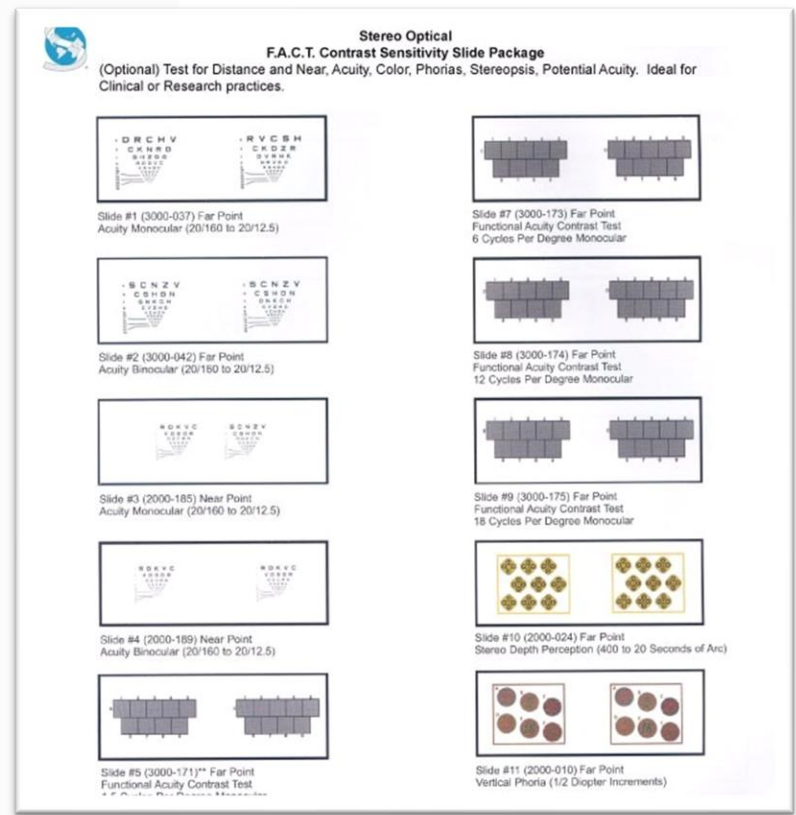 Stereo Optical
F.A.C.T. Contrast Sensitivity Slide Package
(Optional) Test for Distance and Near, Acuity, Color, Phorias, Stereopsis, Potential Acuity. Ideal for
Clinical or Research practices.
D R C H V
C K N R D
R V C S H
C K D Z R
Slide #1 (3000-037) Far Point
Acuity Monocular (20/160 to 20/12.5)
S C N Z V
C S H D N
S C N Z V
C S H D N
Slide #2 (3000-042) Far Point
Acuity Binocular (20/160 to 20/12.5)
R D K V C
S C N Z V
Slide #3 (2000-185) Near Point
Acuity Monocular (20/160 to 20/12.5)
R D K V C
R D K V C
Slide #4 (2000-189) Near Point
Acuity Binocular (20/160 to 20/12.5)
Slide #5 (3000-171)** Far Point
Functional Acuity Contrast Test
Slide #7 (3000-173) Far Point
Functional Acuity Contrast Test
6 Cycles Per Degree Monocular
Slide #8 (3000-174) Far Point
Functional Acuity Contrast Test
12 Cycles Per Degree Monocular
Slide #9 (3000-175) Far Point
Functional Acuity Contrast Test
18 Cycles Per Degree Monocular
Slide #10 (2000-024) Far Point
Stereo Depth Perception (400 to 20 Seconds of Arc)
Slide #11 (2000-010) Far Point
Vertical Phoria (1/2 Diopter Increments)